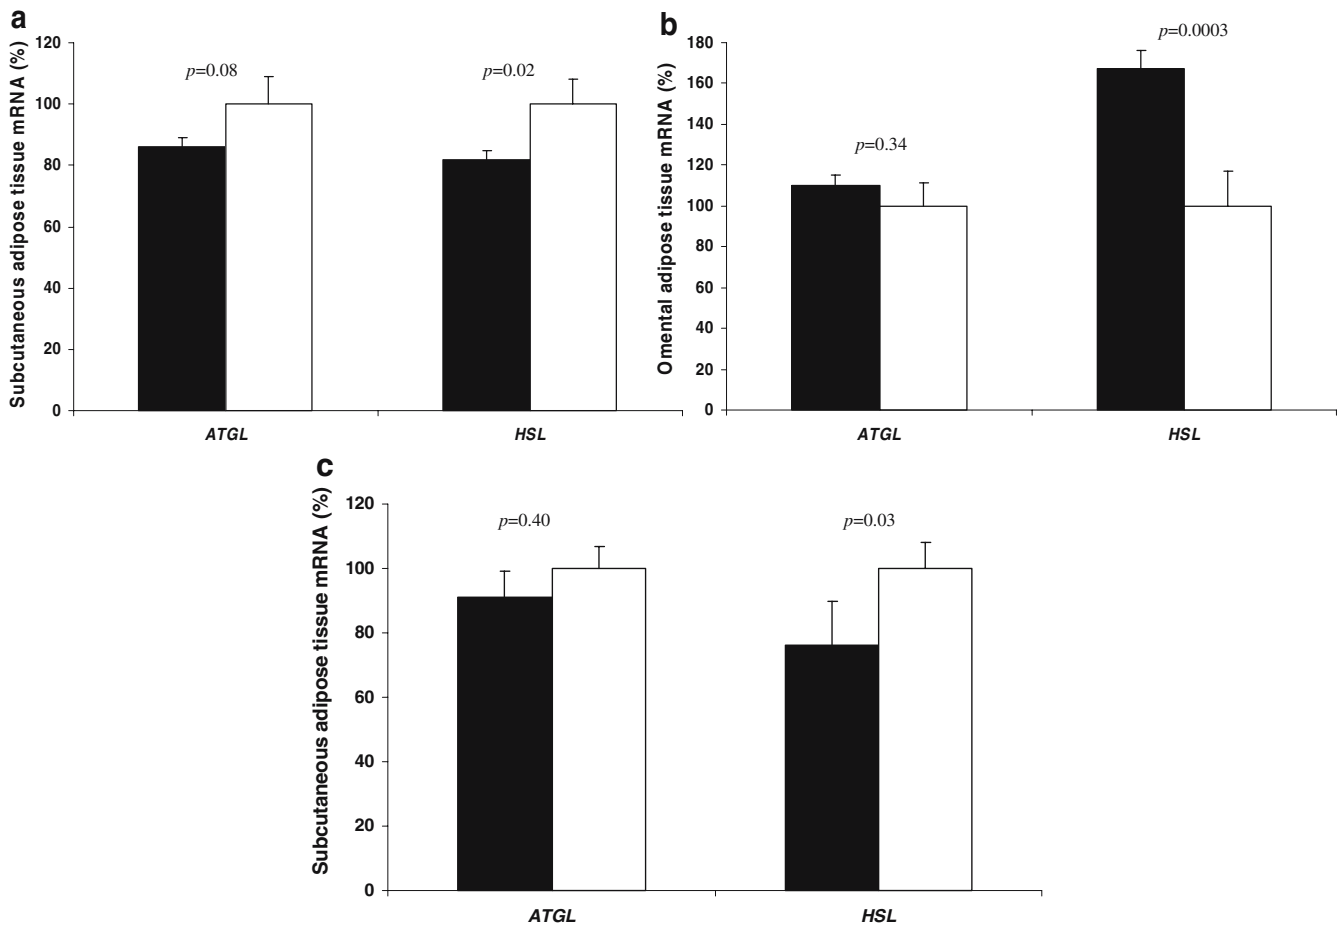 a
Subcutaneous adipose tissue mRNA (%)
120
100
80
60
40
20
0
p=0.08
p=0.02
ATGL
HSL
b
Omental adipose tissue mRNA (%)
180
160
140
120
100
80
60
40
20
0
p=0.34
p=0.0003
ATGL
HSL
c
Subcutaneous adipose tissue mRNA (%)
120
100
80
60
40
20
0
p=0.40
p=0.03
ATGL
HSL